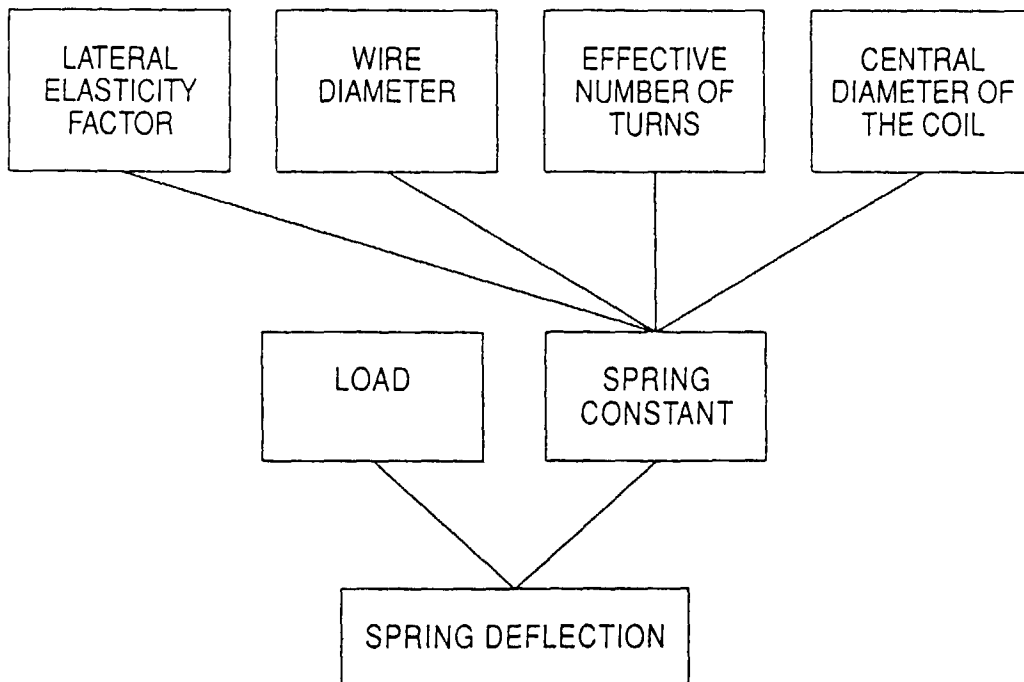 LATERAL
ELASTICITY
FACTOR
WIRE
DIAMETER
EFFECTIVE
NUMBER OF
TURNS
CENTRAL
DIAMETER OF
THE COIL
LOAD
SPRING
CONSTANT
SPRING DEFLECTION